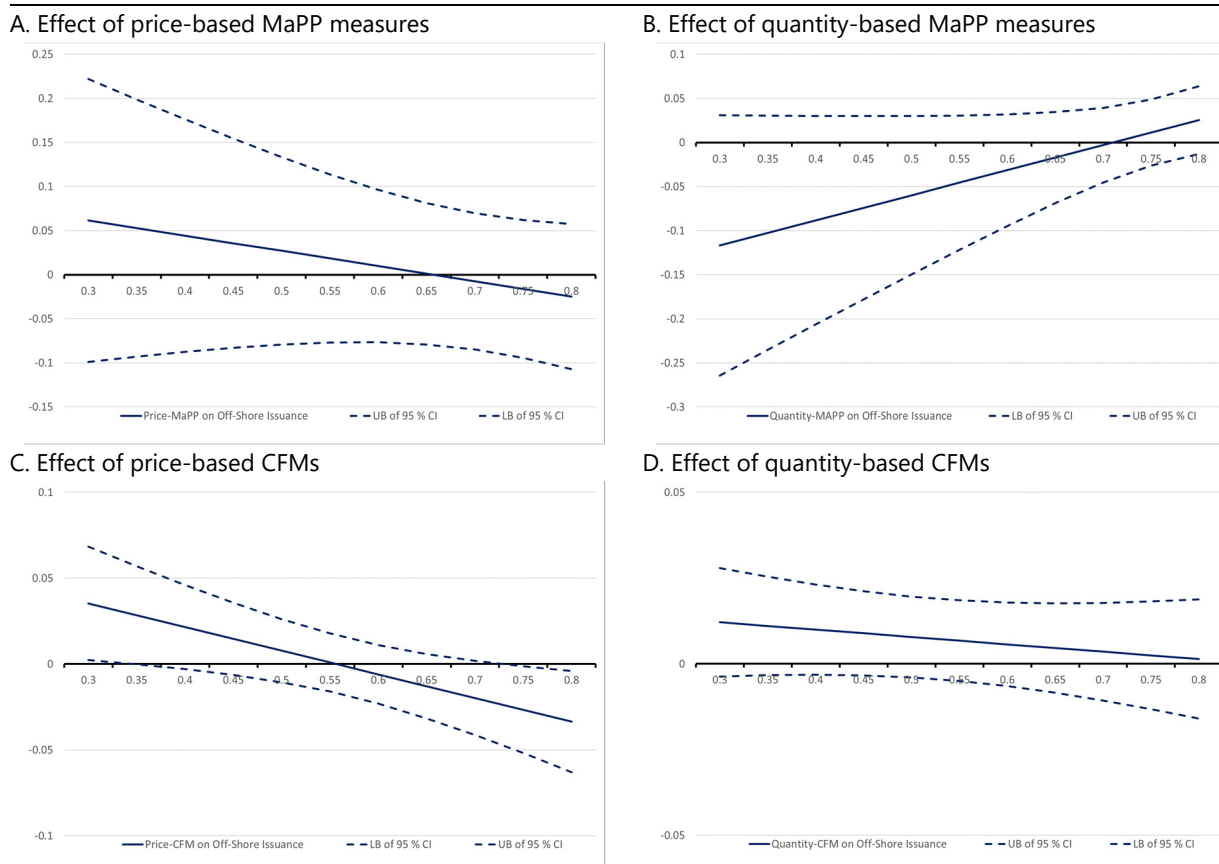 A. Effect of price-based MaPP measures
0.25
0.2
0.15
0.1
0.05
0
-0.05
-0.1
-0.15
0.3 0.35 0.4 0.45 0.5 0.55 0.6 0.65 0.7 0.75 0.8
Price-MaPP on Off-Shore Issuance UB of 95 % CI LB of 95 % CI
B. Effect of quantity-based MaPP measures
0.1
0.05
0
-0.05
-0.1
-0.15
-0.2
-0.25
-0.3
0.3 0.35 0.4 0.45 0.5 0.55 0.6 0.65 0.7 0.75 0.8
Quantity-MAPP on Off-Shore Issuance LB of 95 % CI UB of 95 % CI
C. Effect of price-based CFMs
0.1
0.05
0
-0.05
-0.1
0.3 0.35 0.4 0.45 0.5 0.55 0.6 0.65 0.7 0.75 0.8
Price-CFM on Off-Shore Issuance LB of 95 % CI UB of 95 % CI
D. Effect of quantity-based CFMs
0.05
0
-0.05
0.3 0.35 0.4 0.45 0.5 0.55 0.6 0.65 0.7 0.75 0.8
Quantity-CFM on Off-Shore Issuance UB of 95 % CI LB of 95 % CI